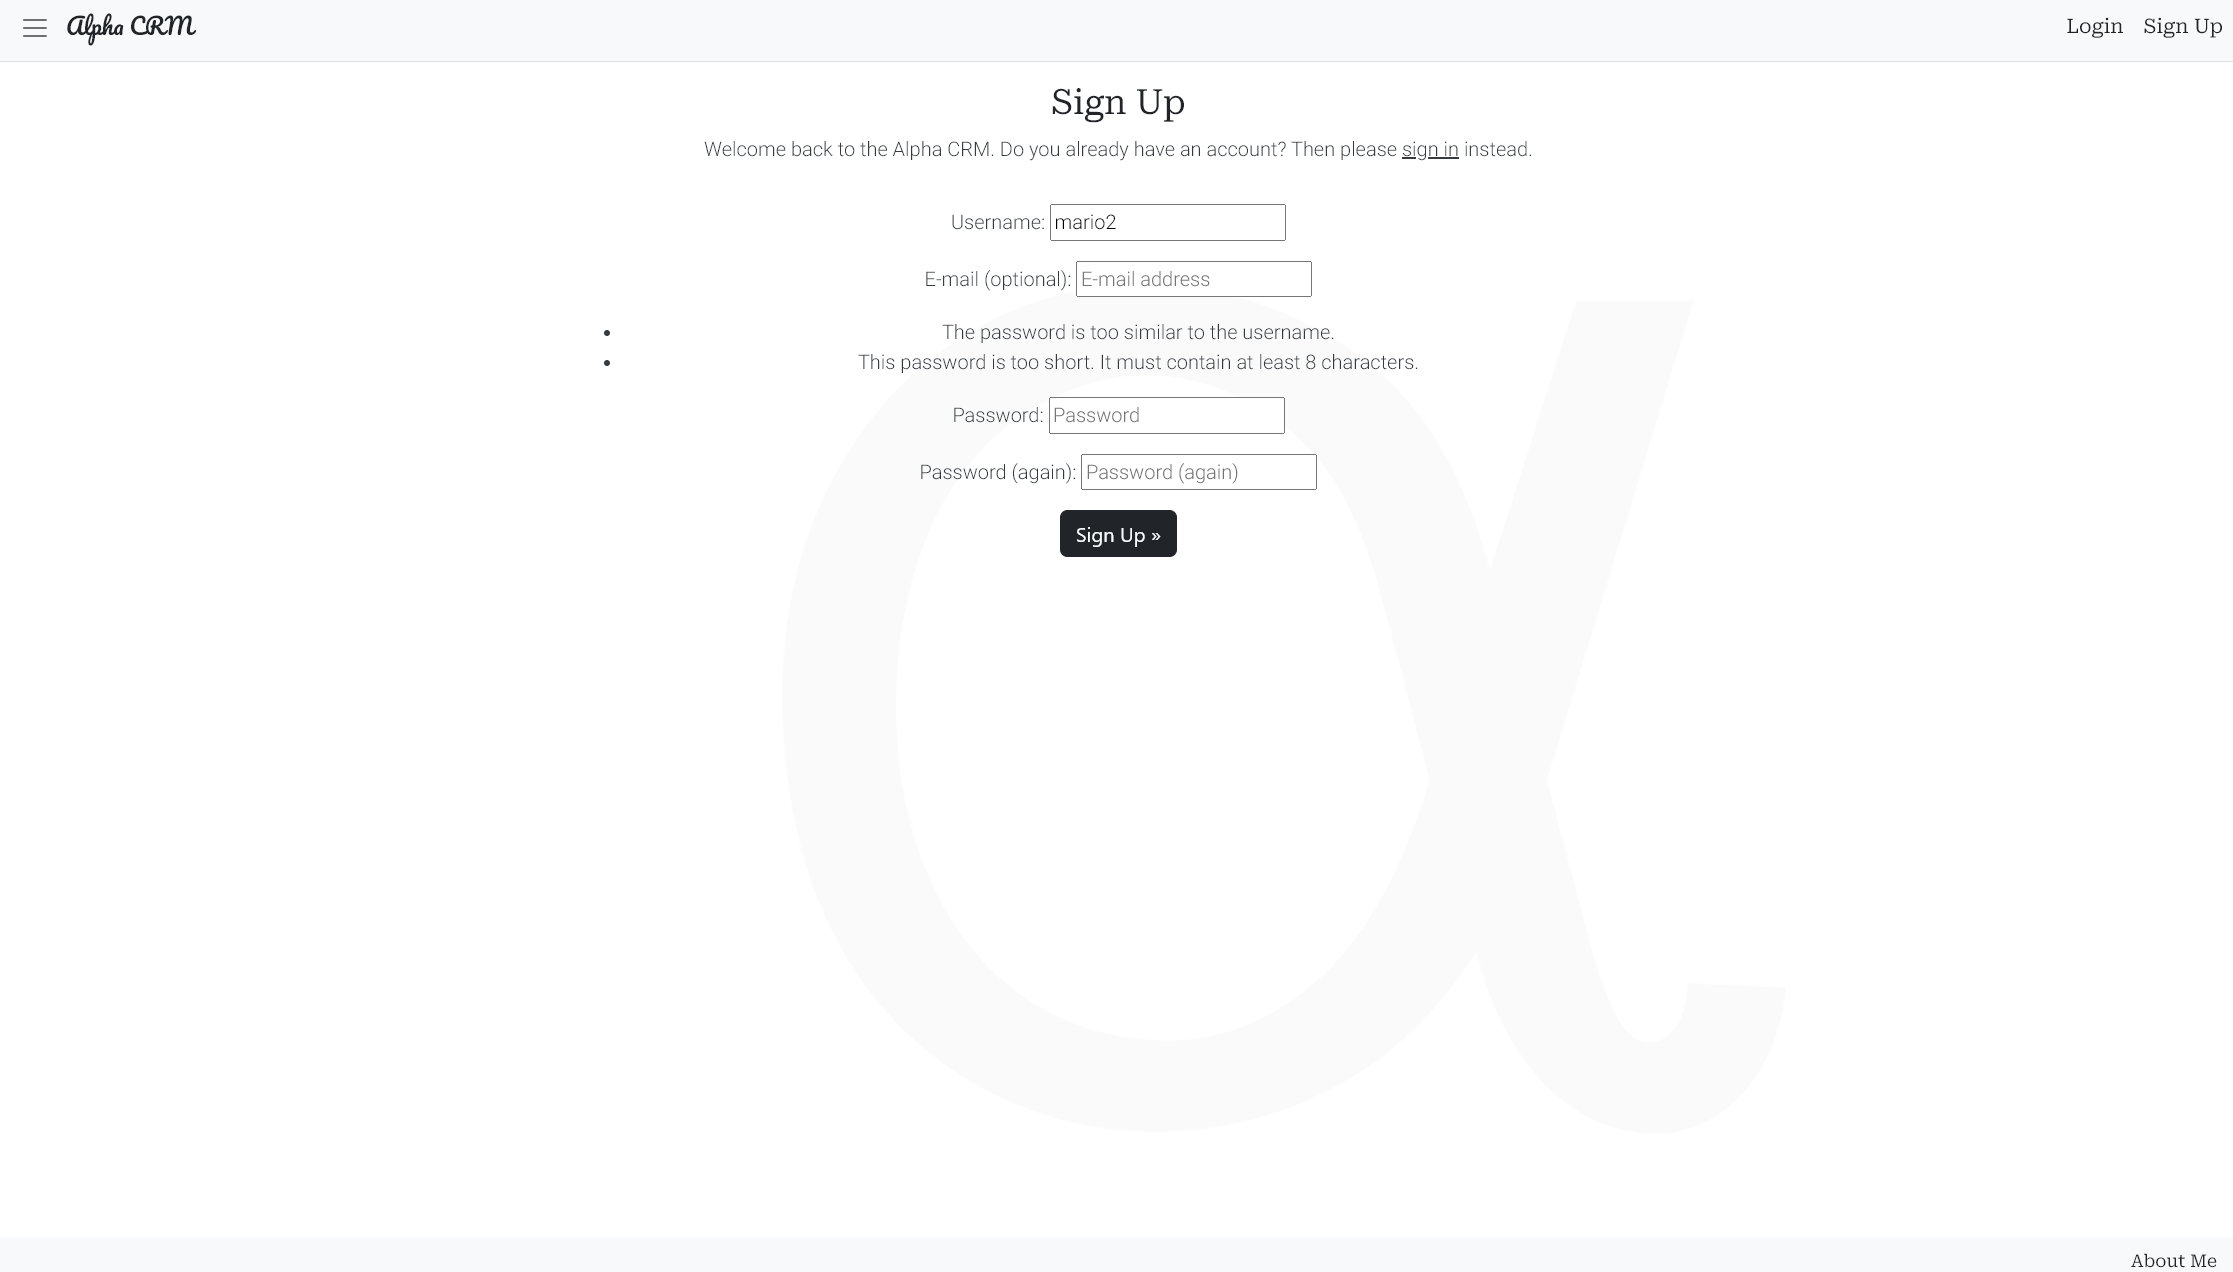 Alpha CRM
Login Sign Up
Sign Up
Welcome back to the Alpha CRM. Do you already have an account? Then please sign in instead.
Username: mario2
E-mail (optional): E-mail address
• The password is too similar to the username.
• This password is too short. It must contain at least 8 characters.
Password: Password
Password (again): Password (again)
Sign Up »
α
About Me